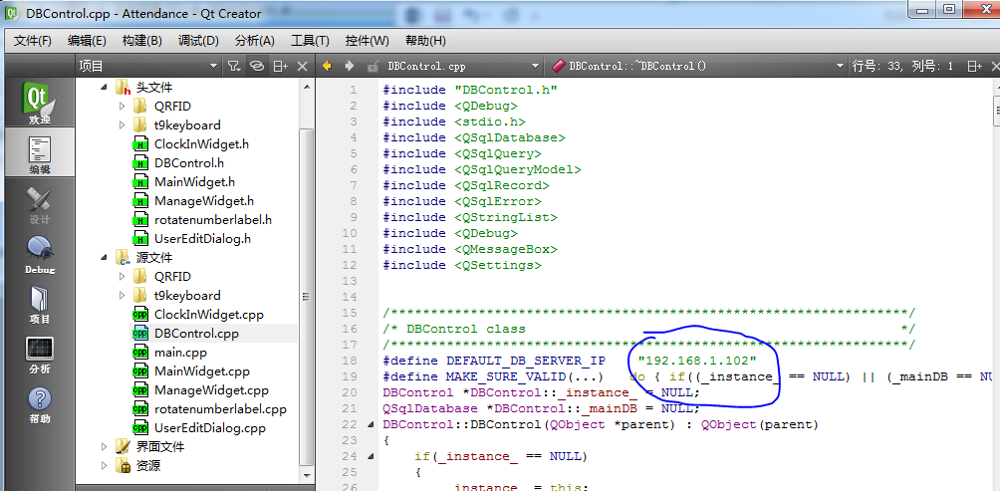 DBControl.cpp - Attendance - Qt Creator
文件(F) 编辑(E) 构建(B) 调试(D) 分析(A) 工具(T) 控件(W) 帮助(H)
项目
DBControl.cpp
DBControl::~DBControl()
行号: 33, 列号: 1
Qt
欢迎
编辑
设计
Debug
项目
分析
帮助
头文件
QRFID
t9keyboard
ClockInWidget.h
DBControl.h
MainWidget.h
ManageWidget.h
rotatenumberlabel.h
UserEditDialog.h
源文件
QRFID
t9keyboard
ClockInWidget.cpp
DBControl.cpp
main.cpp
MainWidget.cpp
ManageWidget.cpp
rotatenumberlabel.cpp
UserEditDialog.cpp
界面文件
资源
1 #include "DBControl.h"
2 #include <QDebug>
3 #include <stdio.h>
4 #include <QSqlDatabase>
5 #include <QSqlQuery>
6 #include <QSqlQueryModel>
7 #include <QSqlRecord>
8 #include <QSqlError>
9 #include <QStringList>
10 #include <QDebug>
11 #include <QMessageBox>
12 #include <QSettings>
13
14
15 /******************************************************************/
16 /* DBControl class */
17 /******************************************************************/
18 #define DEFAULT_DB_SERVER_IP "192.168.1.102"
19 #define MAKE_SURE_VALID(...) do { if((_instance_ == NULL) || (_mainDB == NU
20 DBControl *DBControl::_instance_ = NULL;
21 QSqlDatabase *DBControl::_mainDB = NULL;
22 DBControl::DBControl(QObject *parent) : QObject(parent)
23 {
24 if(_instance_ == NULL)
25 {
26 _instance_ = this;